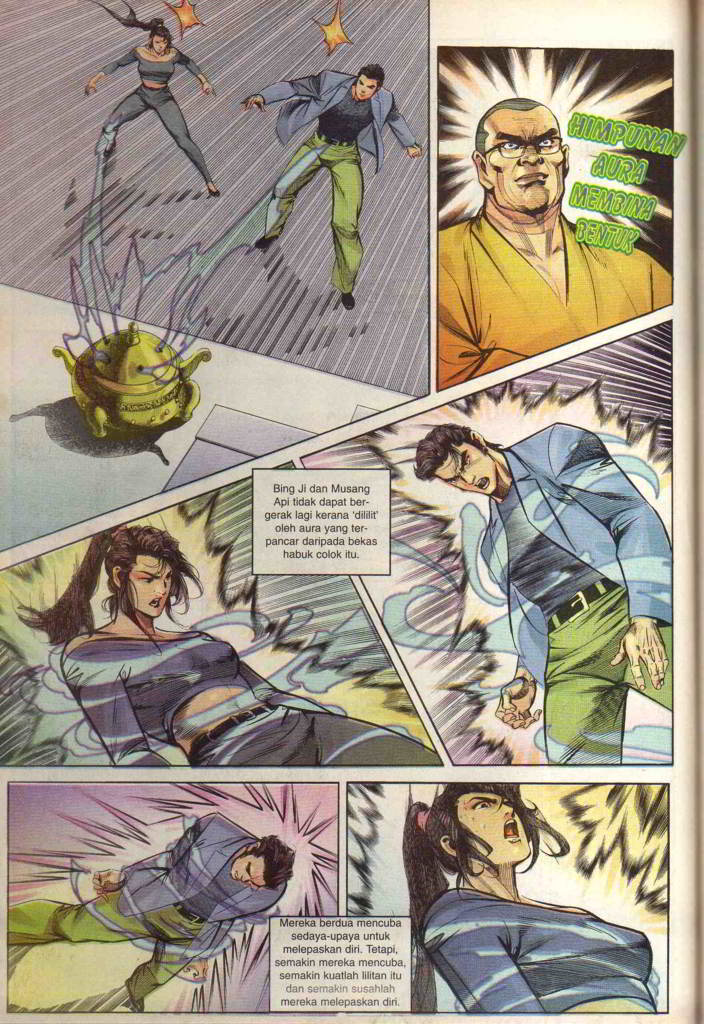 HIMPUNAN
AURA
MEMBINA
BENTUK
Bing Ji dan Musang
Api tidak dapat ber-
gerak lagi kerana 'dililit'
oleh aura yang ter-
pancar daripada bekas
habuk colok itu.
Mereka berdua mencuba
sedaya-upaya untuk
melepaskan diri. Tetapi,
semakin mereka mencuba,
semakin kuatlah lilitan itu
dan semakin susahlah
mereka melepaskan diri.